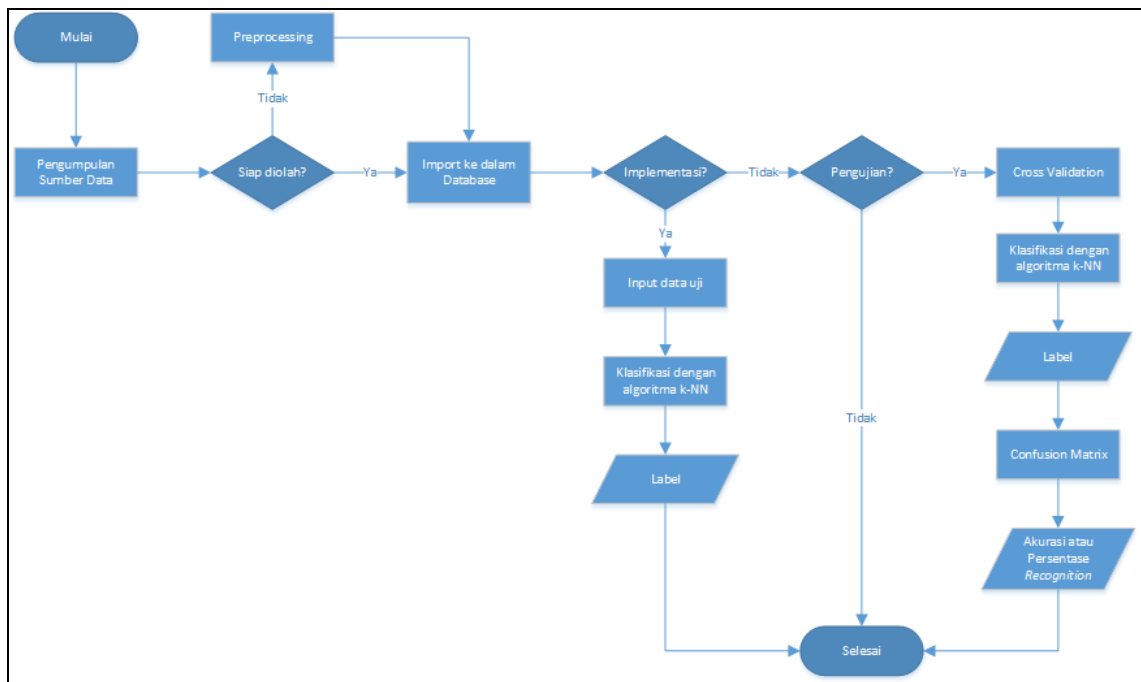 Mulai
Preprocessing
Tidak
Pengumpulan
Sumber Data
Siap diolah?
Ya
Import ke dalam
Database
Implementasi?
Tidak
Pengujian?
Ya
Cross Validation
Ya
Input data uji
Klasifikasi dengan
algoritma k-NN
Label
Tidak
Klasifikasi dengan
algoritma k-NN
Label
Confusion Matrix
Akurasi atau
Persentase
Recognition
Selesai